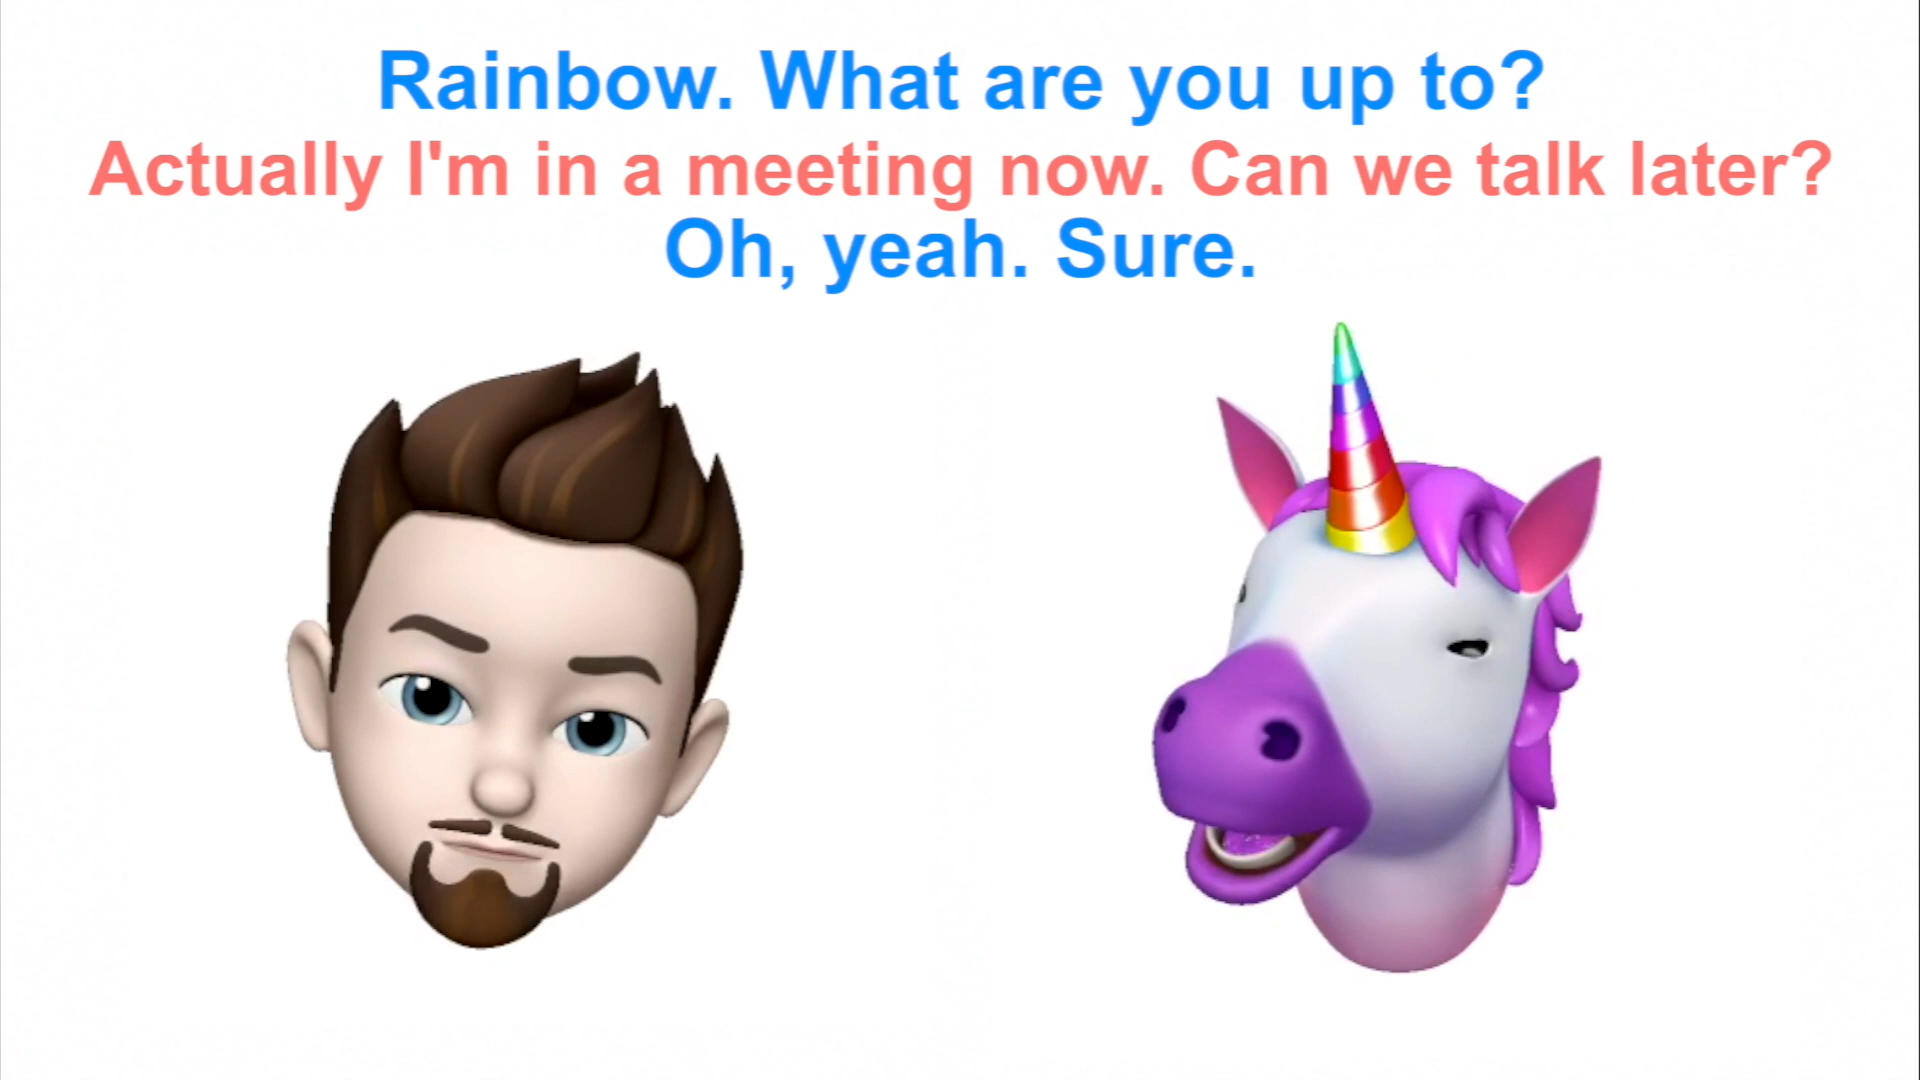 Rainbow. What are you up to?
Actually I'm in a meeting now. Can we talk later?
Oh, yeah. Sure.